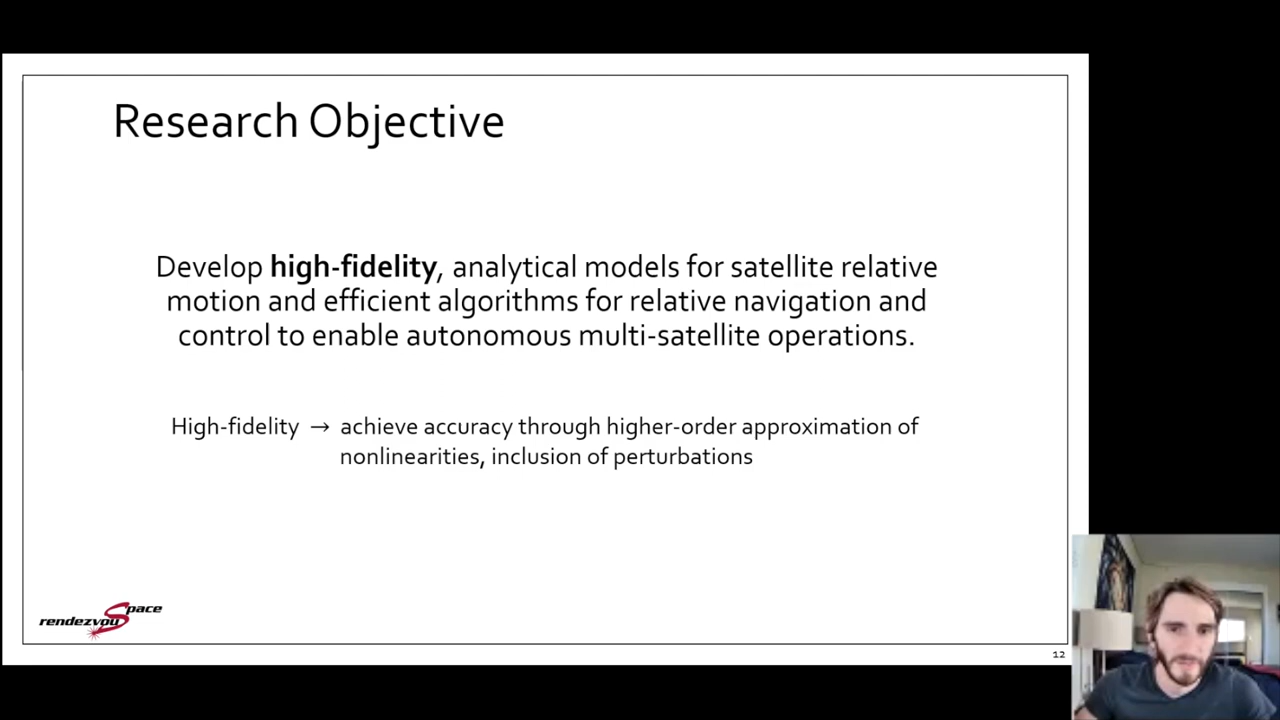 Research Objective
Develop high-fidelity, analytical models for satellite relative
motion and efficient algorithms for relative navigation and
control to enable autonomous multi-satellite operations.
High-fidelity → achieve accuracy through higher-order approximation of
nonlinearities, inclusion of perturbations
rendezvouSpace
12